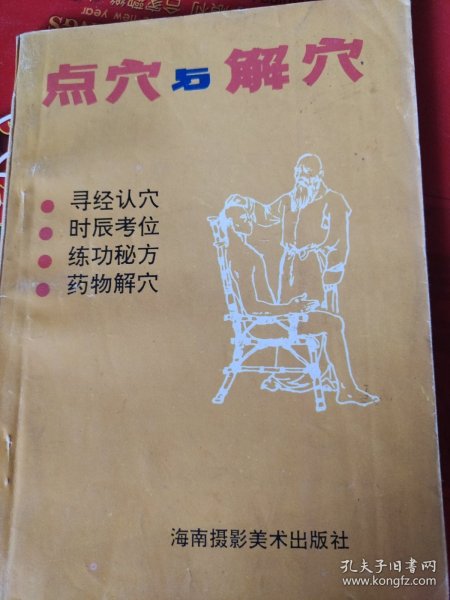 new year
点穴与解穴
寻经认穴
时辰考位
练功秘方
药物解穴
海南摄影美术出版社
孔夫子旧书网
www.kongfz.com